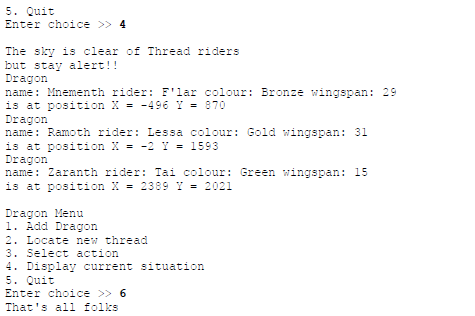 5. Quit
Enter choice >> 4
The sky is clear of Thread riders
but stay alert!!
Dragon
name: Mnementh rider: F'lar colour: Bronze wingspan: 29
is at position X = -496 Y = 870
Dragon
name: Ramoth rider: Lessa colour: Gold wingspan: 31
is at position X = -2 Y = 1593
Dragon
name: Zaranth rider: Tai colour: Green wingspan: 15
is at position X = 2389 Y = 2021
Dragon Menu
1. Add Dragon
2. Locate new thread
3. Select action
4. Display current situation
5. Quit
Enter choice >> 6
That's all folks